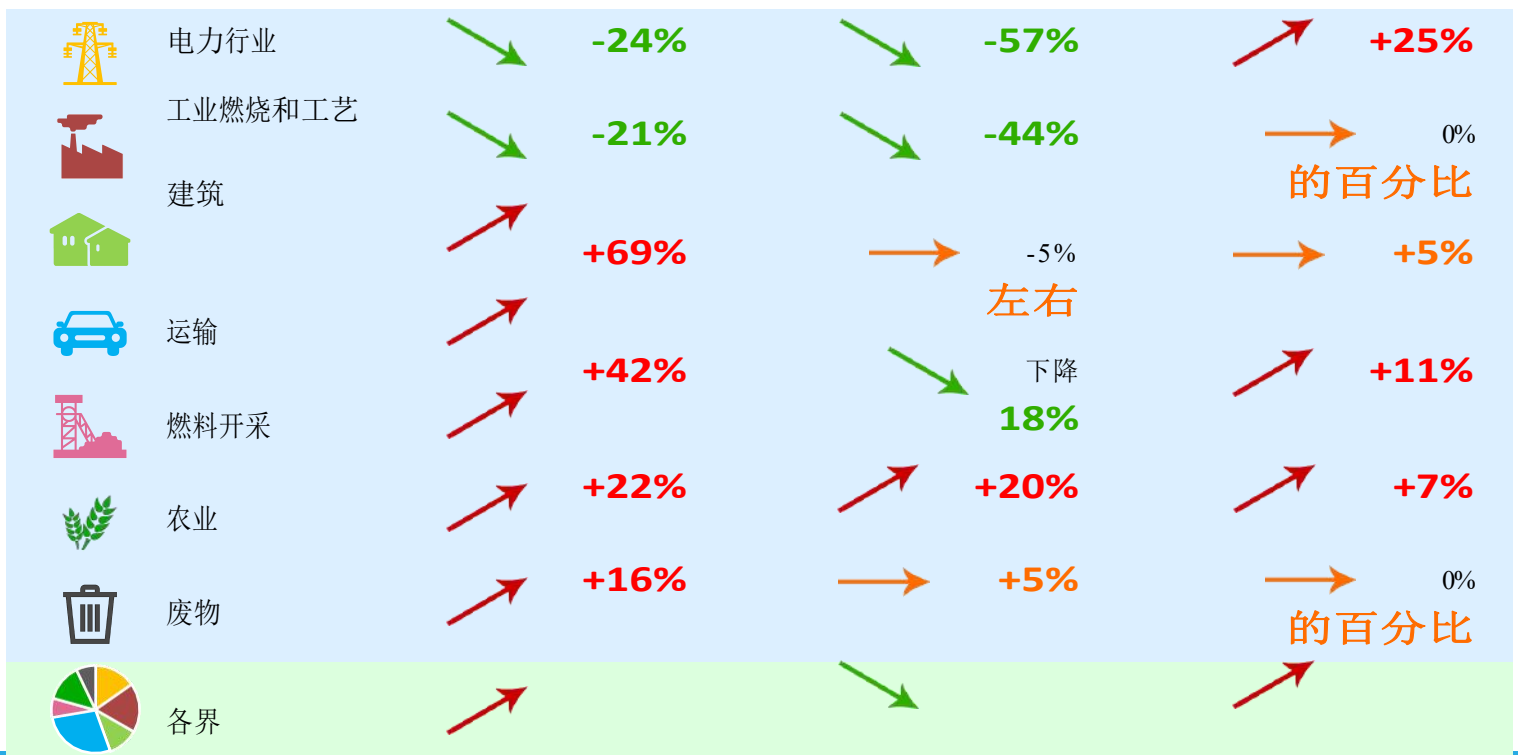 电力行业
-24%
-57%
+25%
工业燃烧和工艺
-21%
-44%
0%
的百分比
建筑
+69%
-5%
左右
+5%
运输
+42%
下降
18%
+11%
燃料开采
+22%
+20%
+7%
农业
+16%
+5%
0%
的百分比
废物
各界